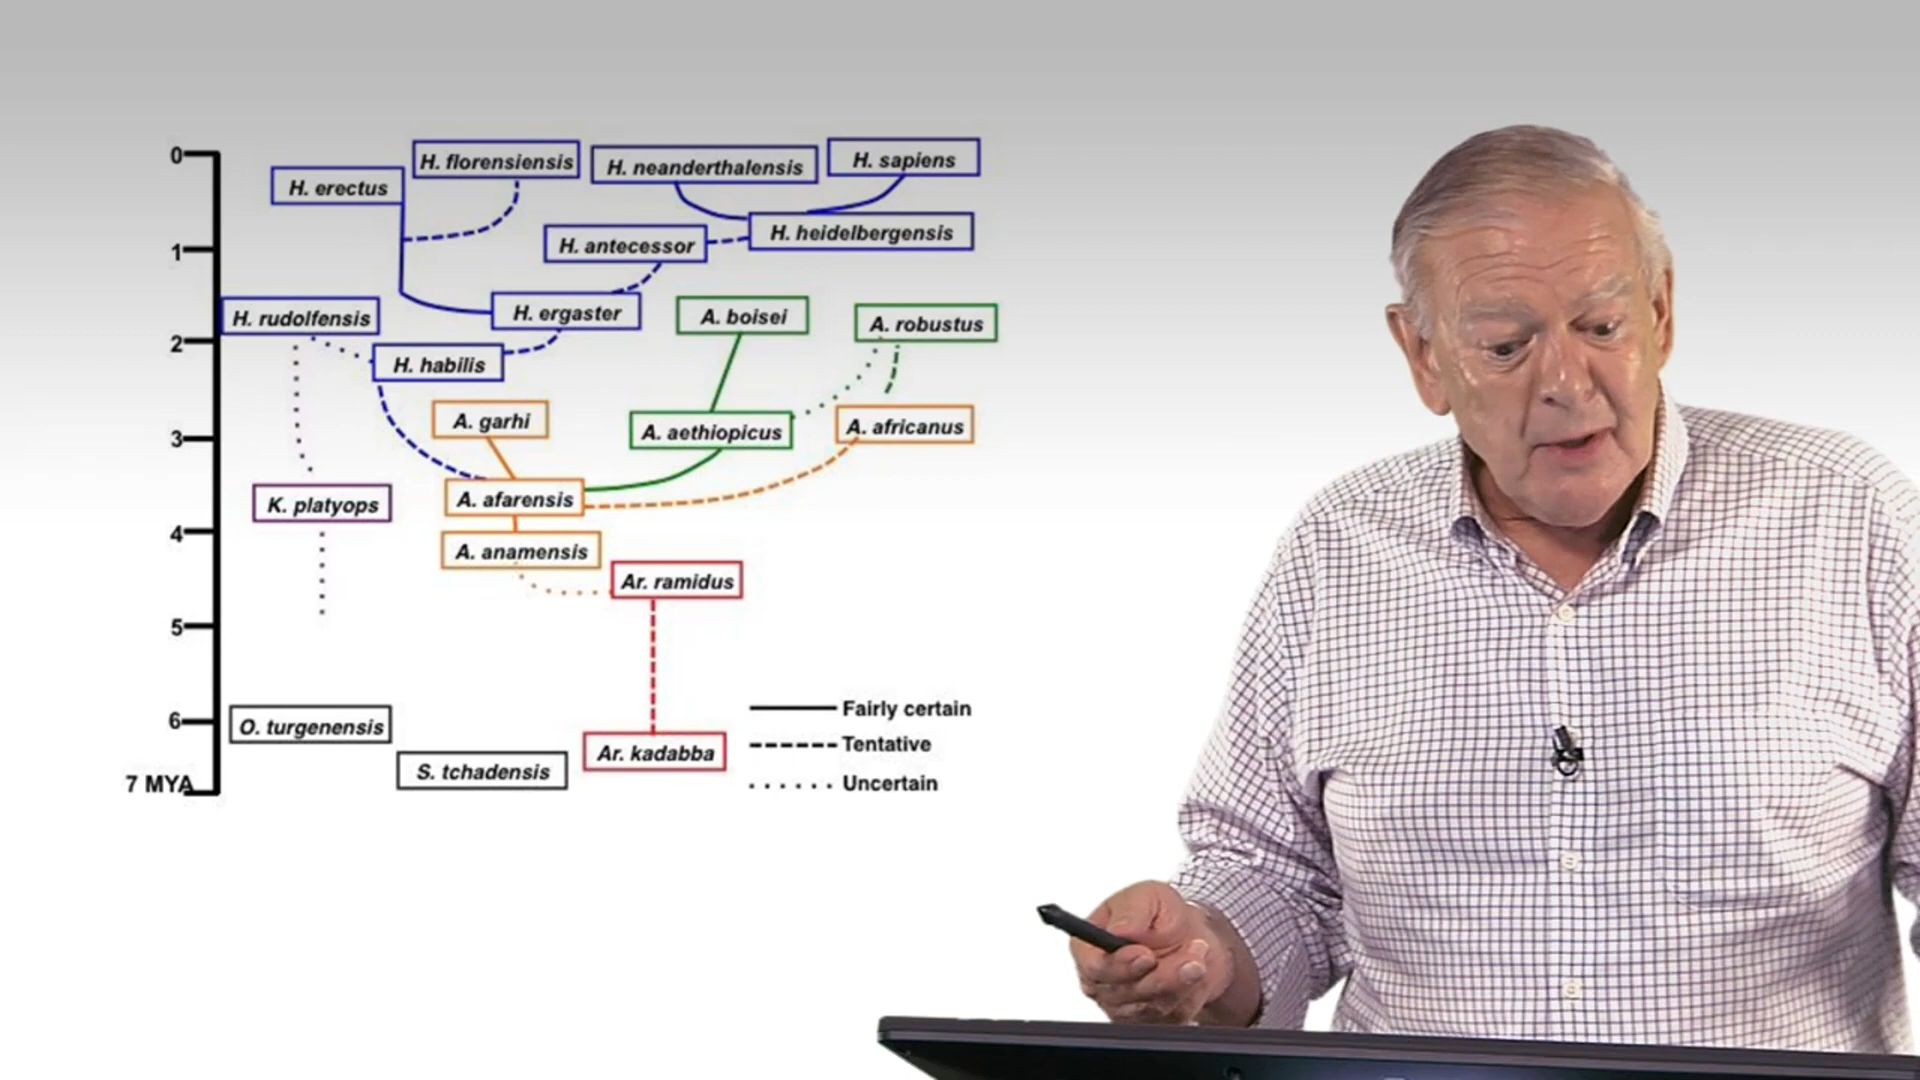 0
H. florensiensis
H. neanderthalensis
H. sapiens
H. erectus
H. antecessor
H. heidelbergensis
1
H. rudolfensis
H. ergaster
A. boisei
A. robustus
2
H. habilis
A. garhi
A. aethiopicus
A. africanus
3
K. platyops
A. afarensis
4
A. anamensis
Ar. ramidus
5
Fairly certain
6
O. turgenensis
Tentative
Ar. kadabba
S. tchadensis
7 MYA
Uncertain